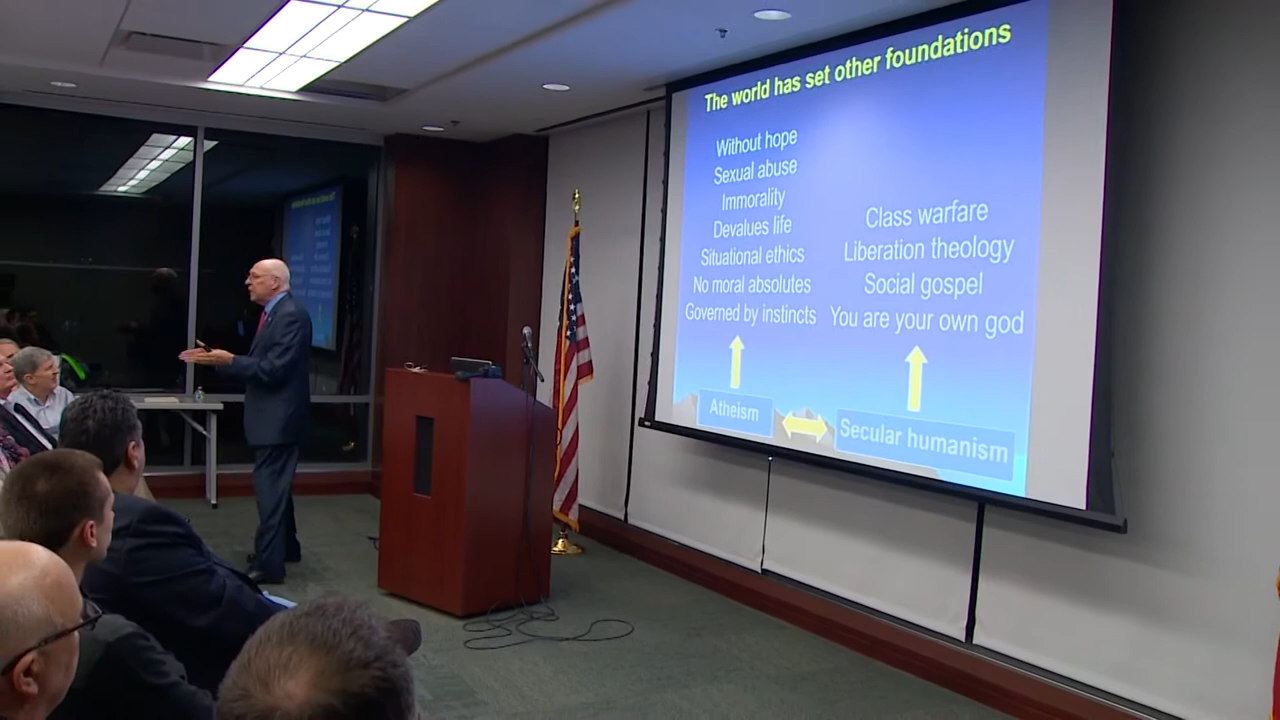 The world has set other foundations
Without hope
Sexual abuse
Immorality
Devalues life
Situational ethics
No moral absolutes
Governed by instincts
Atheism
Class warfare
Liberation theology
Social gospel
You are your own god
Secular humanism